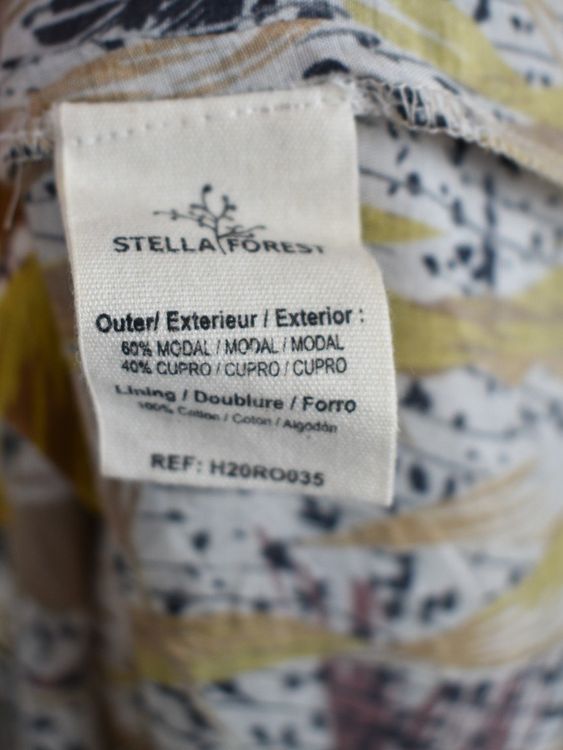 STELLA FOREST
Outer/ Exterieur / Exterior :
60% MODAL / MODAL / MODAL
40% CUPRO / CUPRO / CUPRO
Lining / Doublure / Forro
100% Cotton / Coton / Algodón
REF: H20RO035